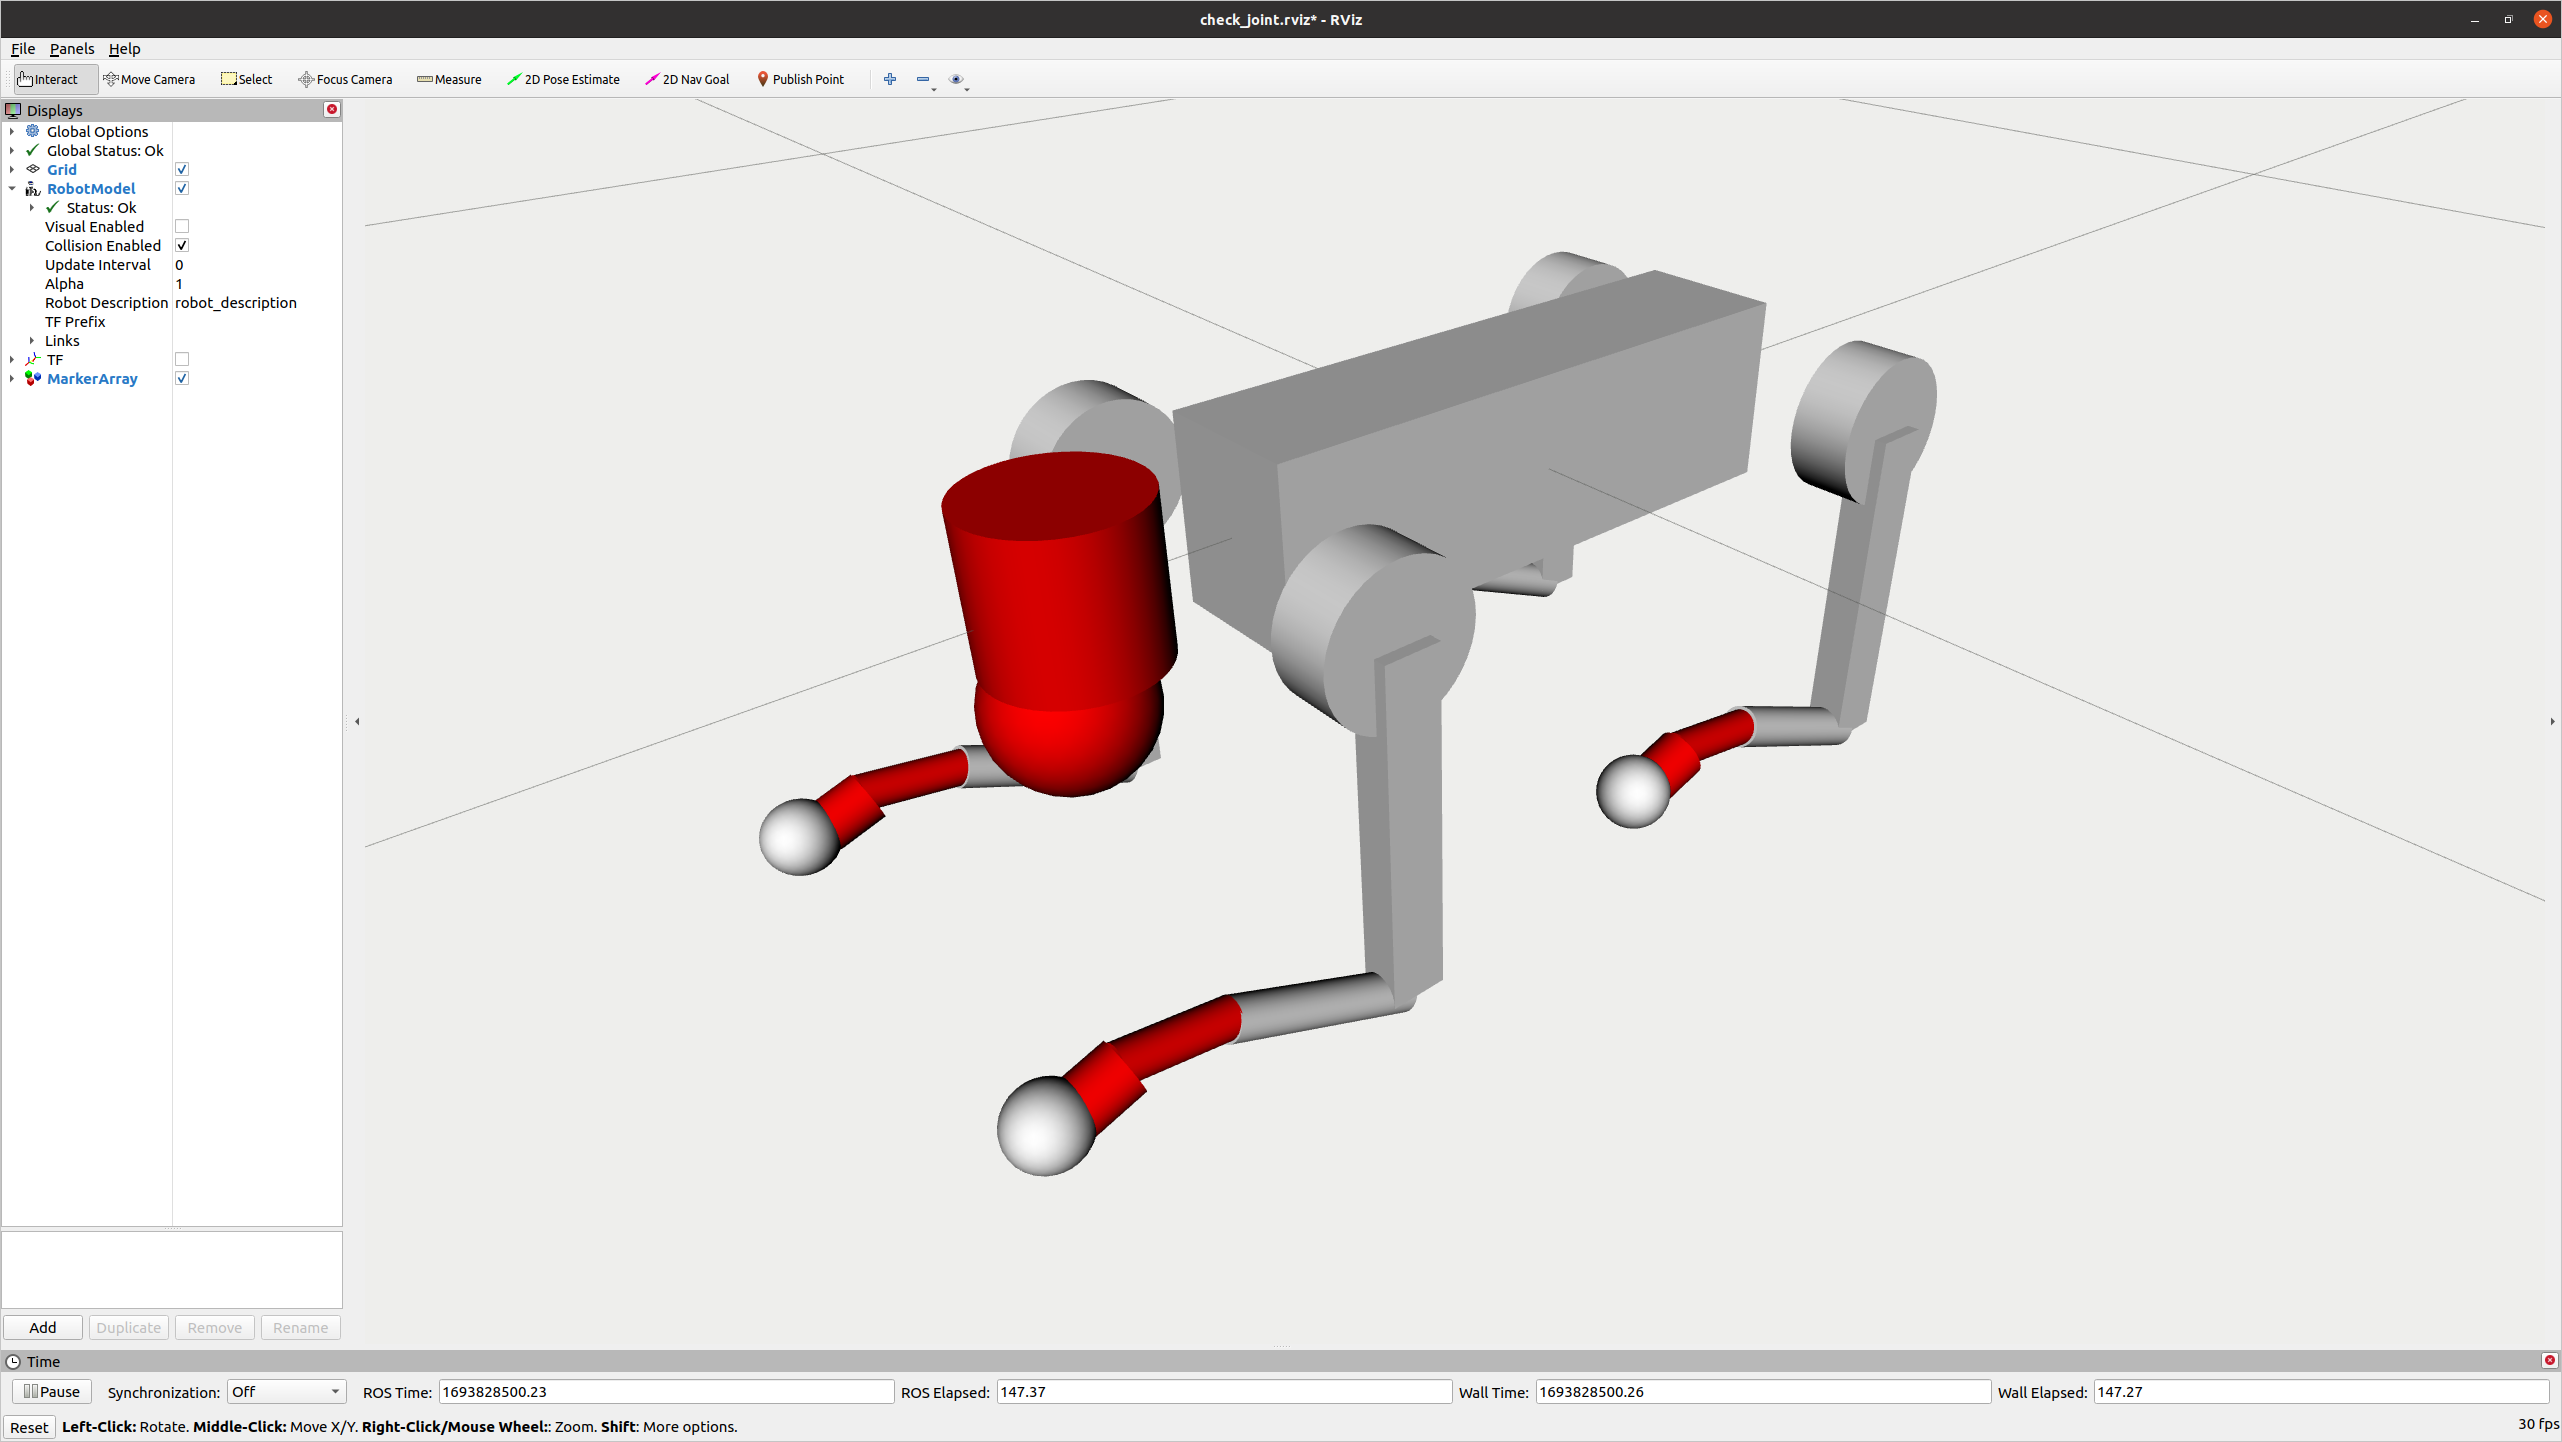 check_joint.rviz* - RViz
File Panels Help
Interact Move Camera Select Focus Camera Measure 2D Pose Estimate 2D Nav Goal Publish Point
Displays
Global Options
Global Status: Ok
Grid
RobotModel
Status: Ok
Visual Enabled
Collision Enabled
Update Interval 0
Alpha 1
Robot Description robot_description
TF Prefix
Links
TF
MarkerArray
Add Duplicate Remove Rename
Time
Pause Synchronization: Off ROS Time: 1693828500.23 ROS Elapsed: 147.37 Wall Time: 1693828500.26 Wall Elapsed: 147.27
Reset Left-Click: Rotate. Middle-Click: Move X/Y. Right-Click/Mouse Wheel:: Zoom. Shift: More options. 30 fps